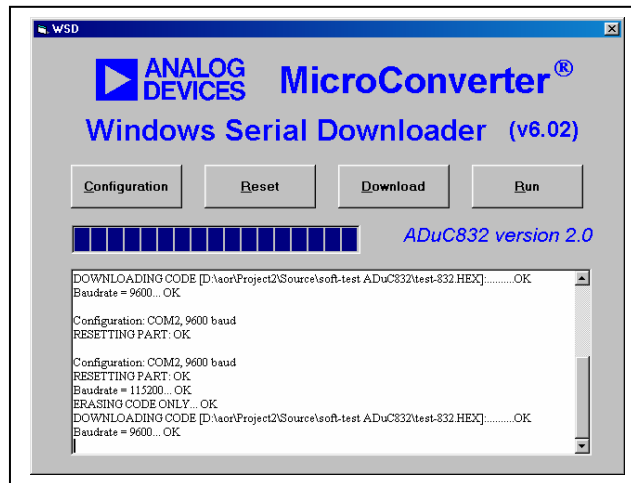 WSD
ANALOG
DEVICES
MicroConverter®
Windows Serial Downloader (v6.02)
Configuration Reset Download Run
ADuC832 version 2.0
DOWNLOADING CODE [D:\aor\Project2\Source\soft-test ADuC832\test-832.HEX]:.........OK
Baudrate = 9600... OK
Configuration: COM2, 9600 baud
RESETTING PART: OK
Configuration: COM2, 9600 baud
RESETTING PART: OK
Baudrate = 115200... OK
ERASING CODE ONLY... OK
DOWNLOADING CODE [D:\aor\Project2\Source\soft-test ADuC832\test-832.HEX]:.........OK
Baudrate = 9600... OK